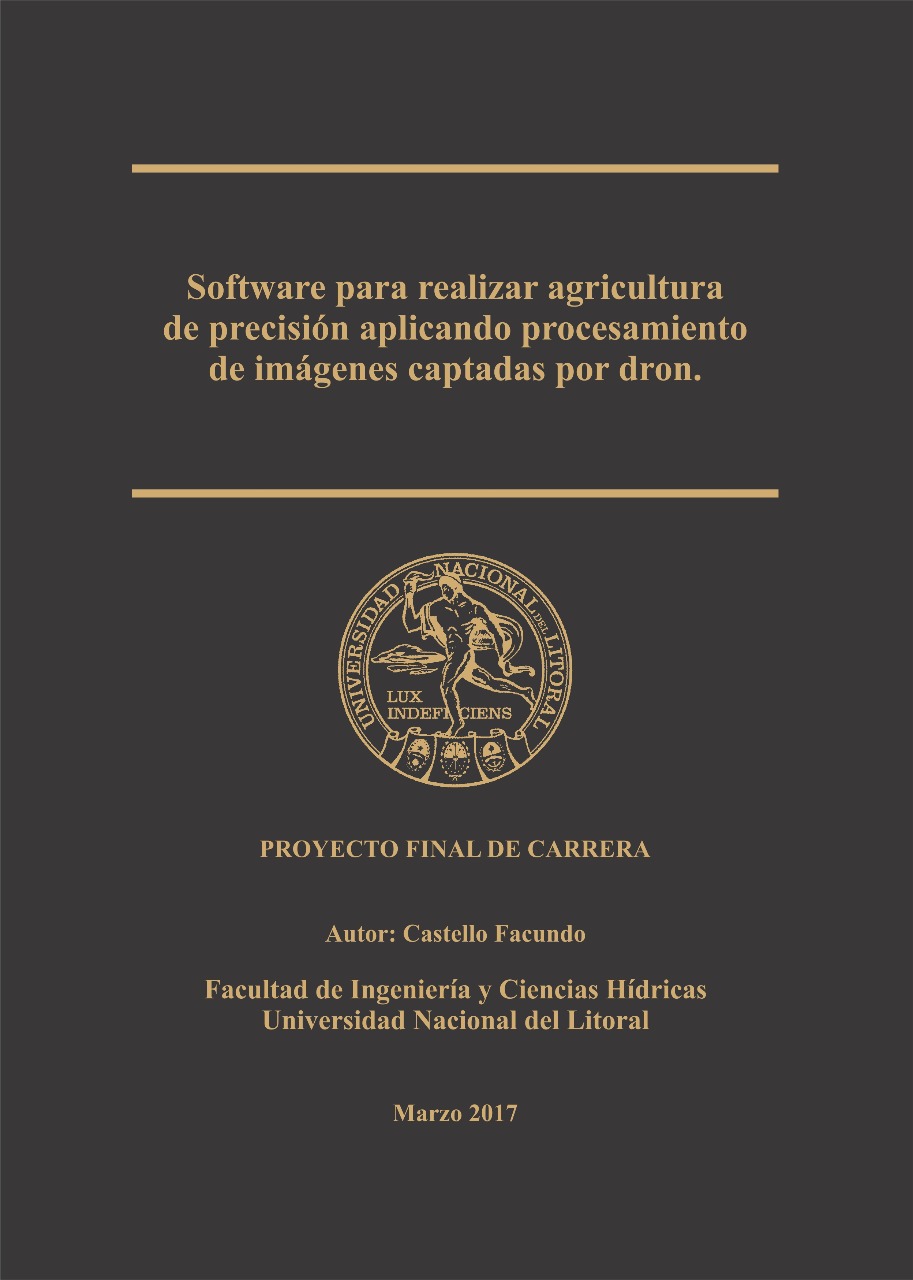 Software para realizar agricultura
de precisión aplicando procesamiento
de imágenes captadas por dron.
UNIVERSIDAD NACIONAL DEL LITORAL
LUX
INDEFICIENS
PROYECTO FINAL DE CARRERA
Autor: Castello Facundo
Facultad de Ingeniería y Ciencias Hídricas
Universidad Nacional del Litoral
Marzo 2017